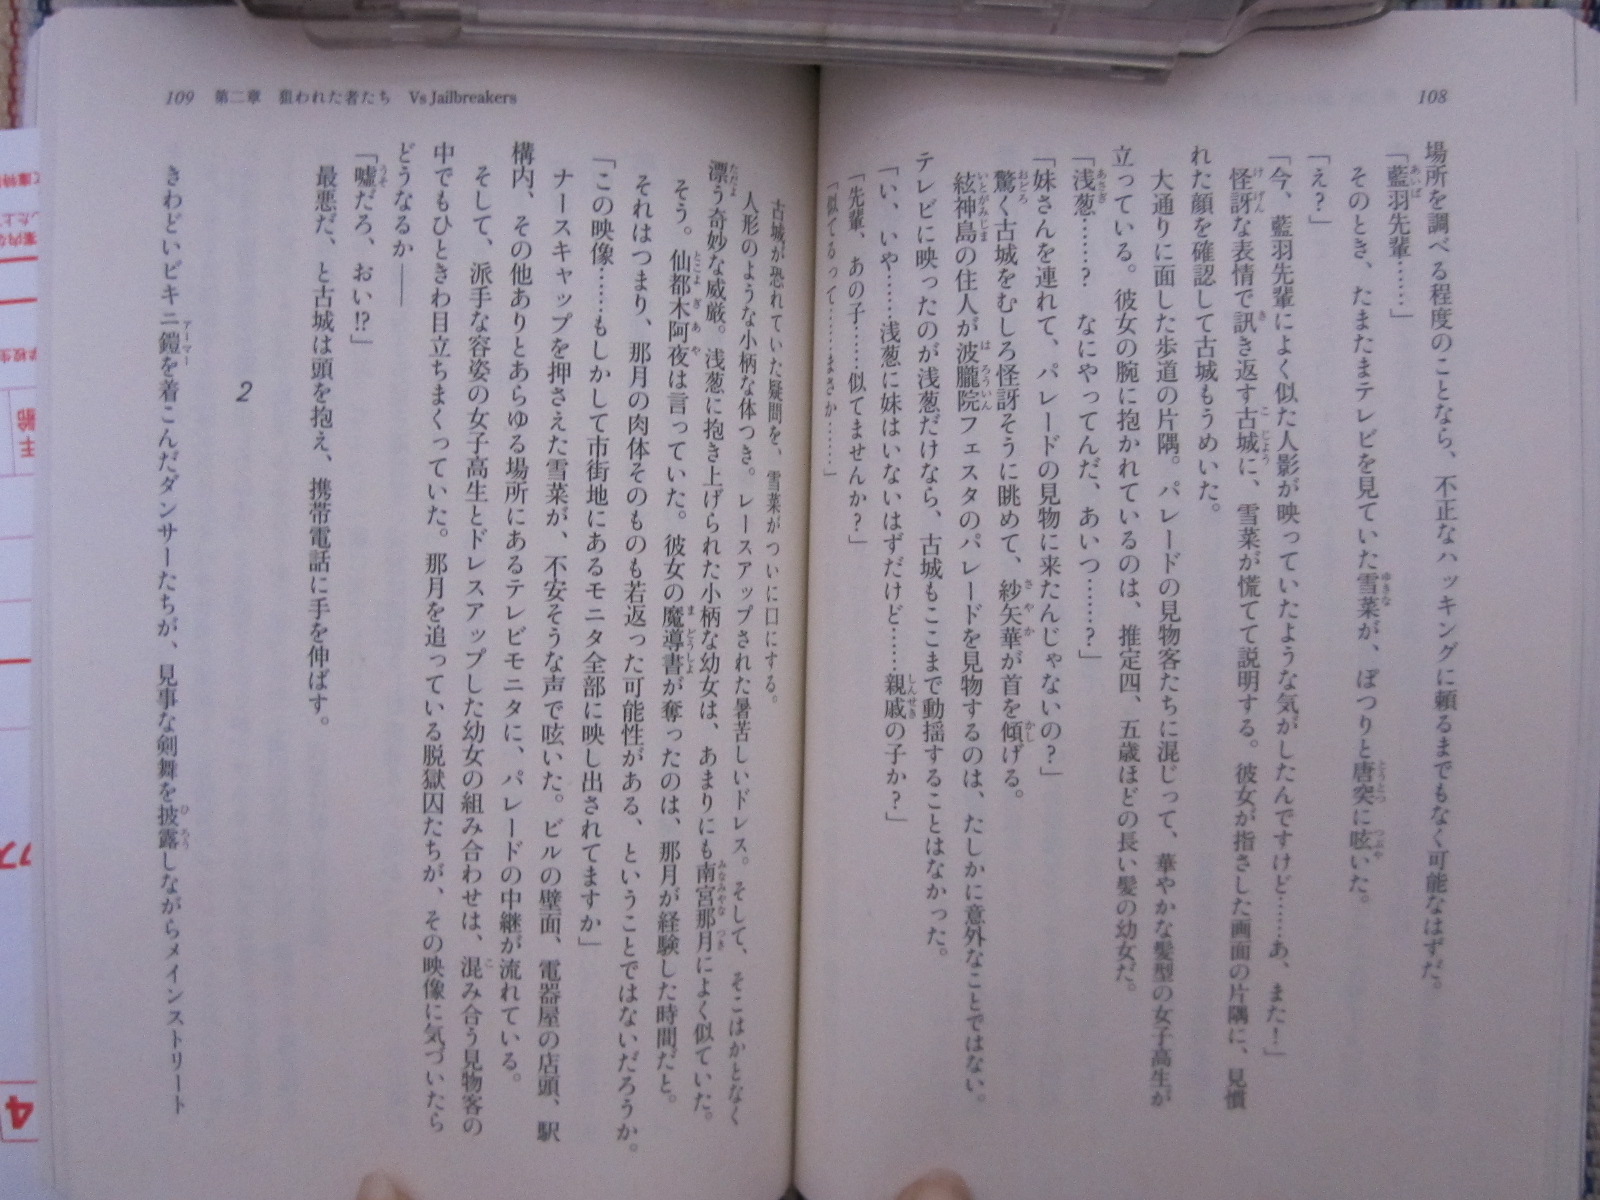 108
場所を調べる程度のことなら、不正なハッキングに頼るまでもなく可能なはずだ。
「藍羽先輩……」
そのとき、たまたまテレビを見ていた雪菜が、ぽつりと唐突に呟いた。
「え?」
「今、藍羽先輩によく似た人影が映っていたような気がしたんですけど……あ、また!」
怪訝な表情で訊き返す古城に、雪菜が慌てて説明する。彼女が指さした画面の片隅に、見慣
れた顔を確認して古城もうめいた。
大通りに面した歩道の片隅。パレードの見物客たちに混じって、華やかな髪型の女子高生が
立っている。彼女の腕に抱かれているのは、推定四、五歳ほどの長い髪の幼女だ。
「浅葱……? なにやってんだ、あいつ……?」
「妹さんを連れて、パレードの見物に来たんじゃないの?」
驚く古城をむしろ怪訝そうに眺めて、紗矢華が首を傾げる。
絃神島の住人が波朧院フェスタのパレードを見物するのは、たしかに意外なことではない。
テレビに映ったのが浅葱だけなら、古城もここまで動揺することはなかった。
「い、いや……浅葱に妹はいないはずだけど……親戚の子か?」
「先輩、あの子……似てませんか?」
「似てるって……まさか……」
古城が恐れていた疑問を、雪菜がついに口にする。
人形のような小柄な体つき。レースアップされた暑苦しいドレス。そして、そこはかとなく
漂う奇妙な威厳。浅葱に抱き上げられた小柄な幼女は、あまりにも南宮那月によく似ていた。
そう。仙都木阿夜は言っていた。彼女の魔導書が奪ったのは、那月が経験した時間だと。
それはつまり、那月の肉体そのものも若返った可能性がある、ということではないだろうか。
「この映像……もしかして市街地にあるモニタ全部に映し出されてますか」
ナースキャップを押さえた雪菜が、不安そうな声で呟いた。ビルの壁面、電器屋の店頭、駅
構内、その他ありとあらゆる場所にあるテレビモニタに、パレードの中継が流れている。
そして、派手な容姿の女子高生とドレスアップした幼女の組み合わせは、混み合う見物客の
中でもひときわ目立ちまくっていた。那月を追っている脱獄囚たちが、その映像に気づいたら
どうなるか――
「嘘だろ、おい!?」
最悪だ、と古城は頭を抱え、携帯電話に手を伸ばす。
2
きわどいビキニ鎧を着こんだダンサーたちが、見事な剣舞を披露しながらメインストリート
109 第二章 狙われた者たち Vs Jailbreakers
4